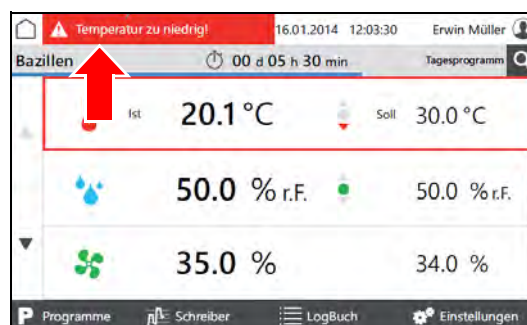 Temperatur zu niedrig! 16.01.2014 12:03:30 Erwin Müller
Bazillen 00 d 05 h 30 min Tagesprogramm
Ist 20.1 °C Soll 30.0 °C
50.0 % r.F. 50.0 % r.F.
35.0 % 34.0 %
P Programme Schreiber LogBuch Einstellungen